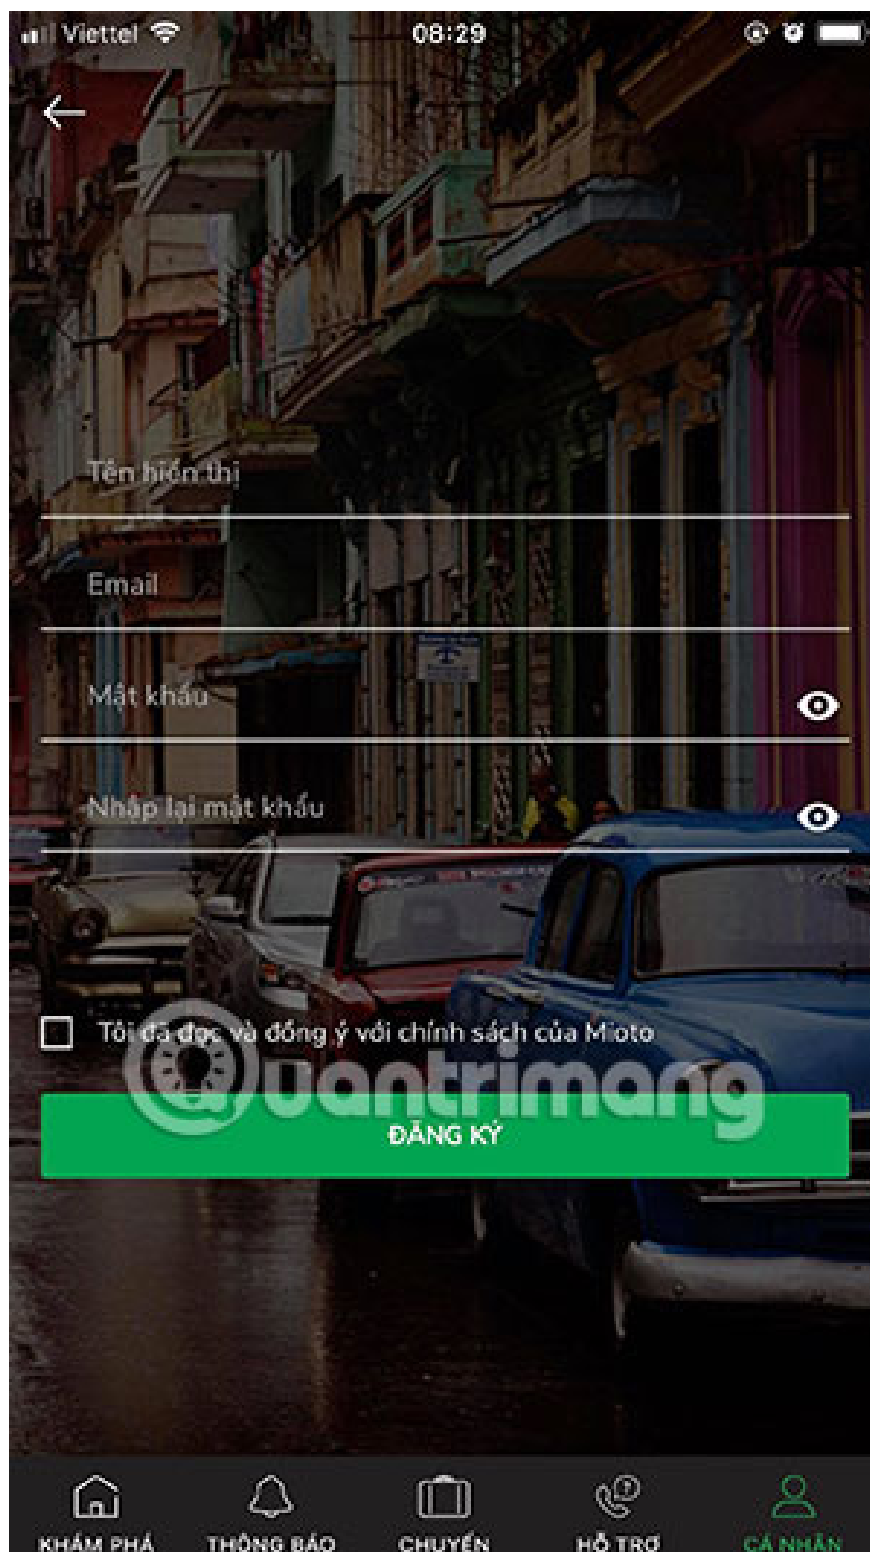 Viettel 08:29
Tên hiển thị
Email
Mật khẩu
Nhập lại mật khẩu
Tôi đã đọc và đồng ý với chính sách của Mioto
Quantrimang
ĐĂNG KÝ
KHÁM PHÁ THÔNG BÁO CHUYẾN HỖ TRỢ CÁ NHÂN